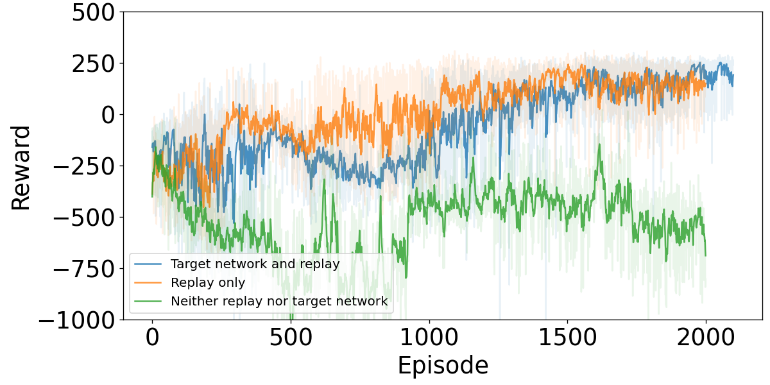 500
250
0
−250
−500
−750
−1000
Reward
Target network and replay
Replay only
Neither replay nor target network
0 500 1000 1500 2000
Episode